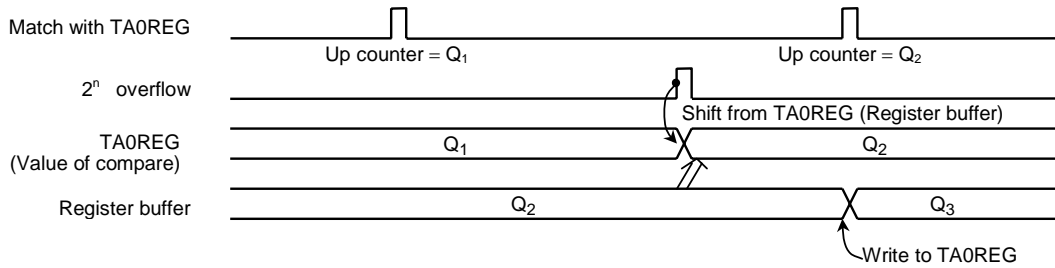 Match with TA0REG
Up counter = Q₁
Up counter = Q₂
2ⁿ overflow
Shift from TA0REG (Register buffer)
TA0REG
(Value of compare)
Q₁
Q₂
Register buffer
Q₂
Q₃
Write to TA0REG